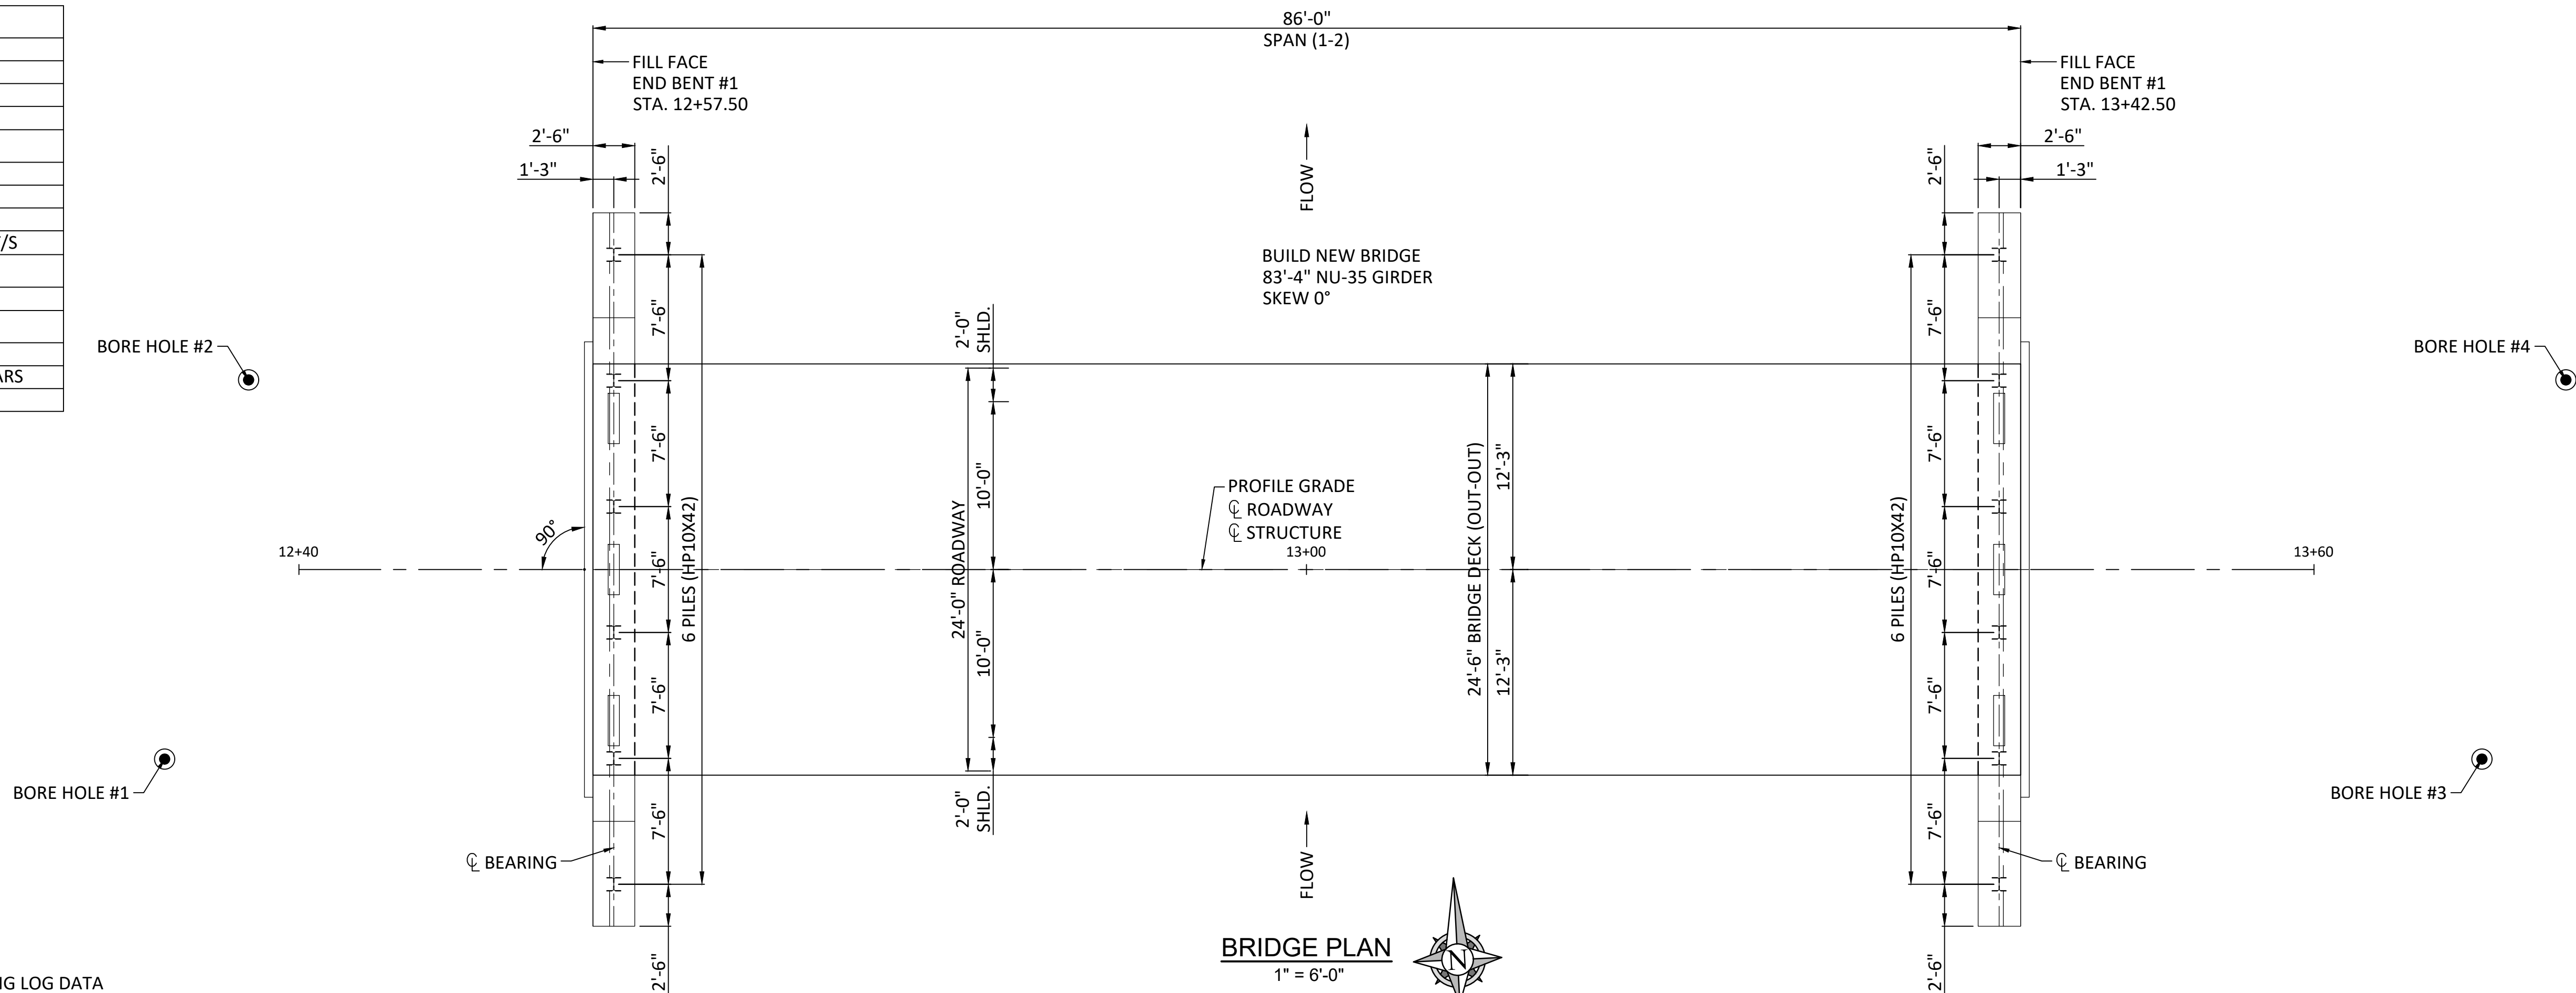 86'-0"
SPAN (1-2)
FILL FACE
END BENT #1
STA. 12+57.50
FILL FACE
END BENT #1
STA. 13+42.50
2'-6"
1'-3"
2'-6"
2'-6"
1'-3"
2'-6"
FLOW
/S
BUILD NEW BRIDGE
83'-4" NU-35 GIRDER
SKEW 0°
7'-6"
2'-0"
SHLD.
7'-6"
BORE HOLE #2
BORE HOLE #4
ARS
7'-6"
10'-0"
12'-3"
7'-6"
PROFILE GRADE
℄ ROADWAY
℄ STRUCTURE
6 PILES (HP10X42)
24'-0" ROADWAY
24'-6" BRIDGE DECK (OUT-OUT)
6 PILES (HP10X42)
90°
12+40
13+00
13+60
7'-6"
7'-6"
10'-0"
12'-3"
7'-6"
7'-6"
BORE HOLE #1
BORE HOLE #3
2'-0"
SHLD.
7'-6"
7'-6"
℄ BEARING
℄ BEARING
FLOW
BRIDGE PLAN
1" = 6'-0"
N
2'-6"
2'-6"
NG LOG DATA